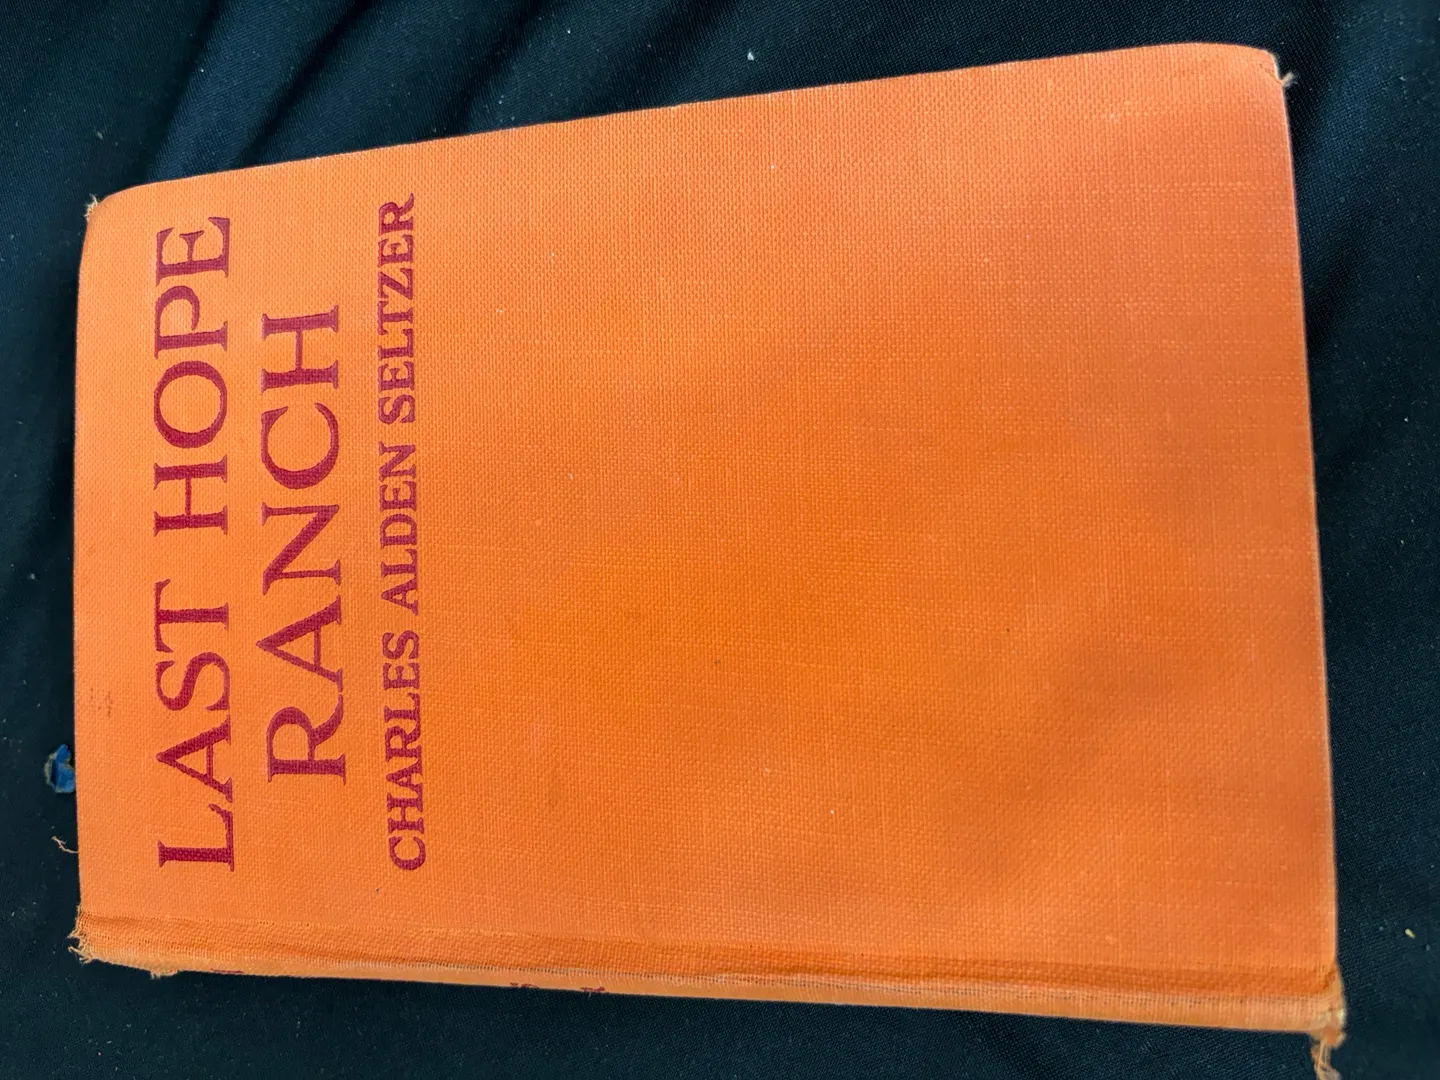 LAST HOPE
RANCH
CHARLES ALDEN SELTZER